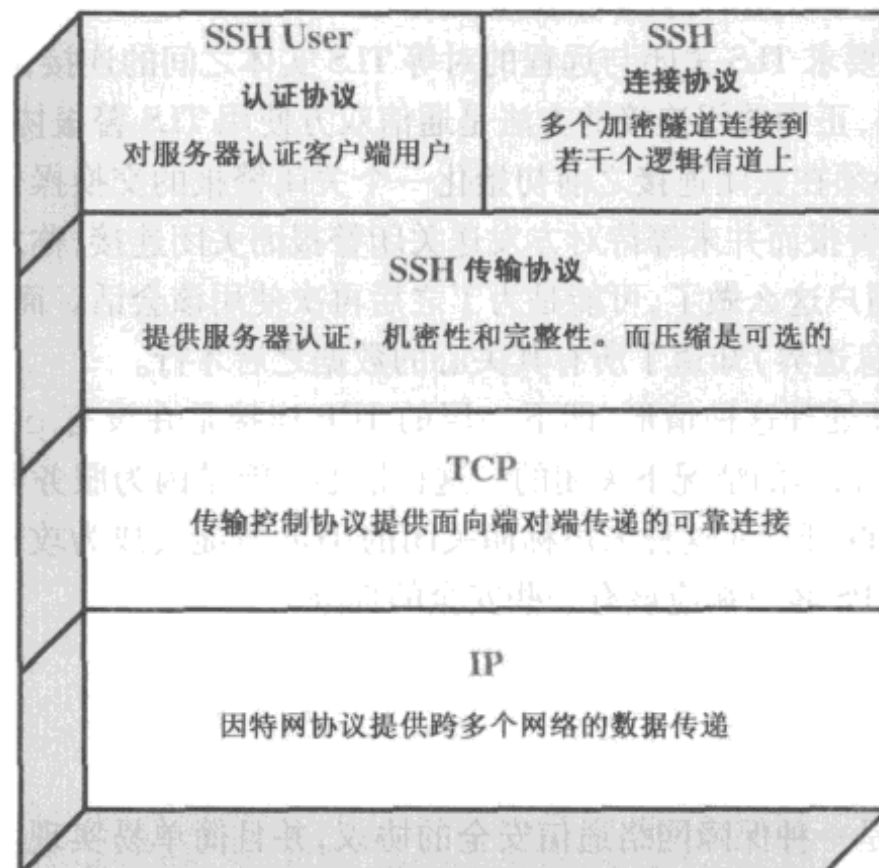 SSH User
认证协议
对服务器认证客户端用户
SSH
连接协议
多个加密隧道连接到
若干个逻辑信道上
SSH 传输协议
提供服务器认证，机密性和完整性。而压缩是可选的
TCP
传输控制协议提供面向端对端传递的可靠连接
IP
因特网协议提供跨多个网络的数据传递